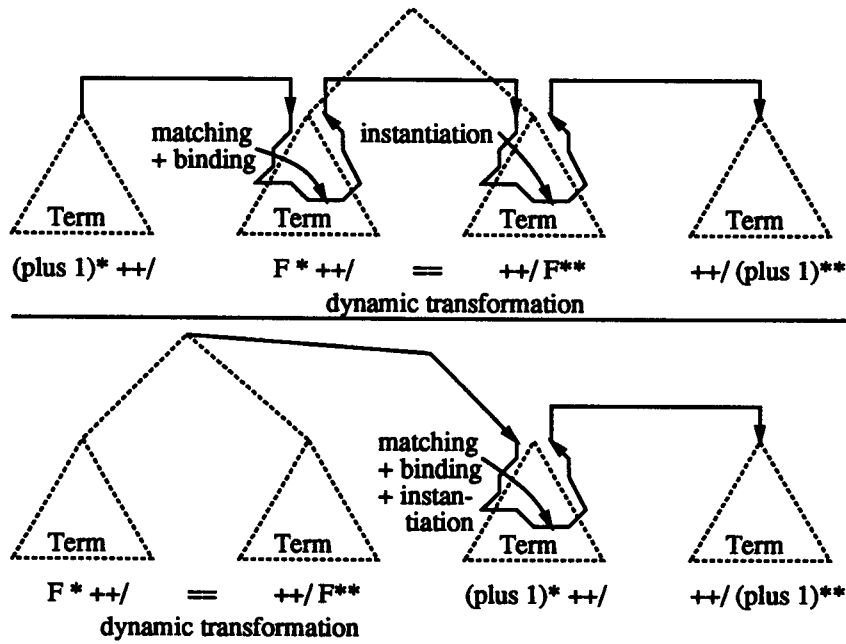 matching
+ binding
instantiation
Term Term Term Term
(plus 1)* ++/ F * ++/ == ++/ F** ++/ (plus 1)**
dynamic transformation
matching
+ binding
+ instan-
tiation
Term Term Term Term
F * ++/ == ++/ F** (plus 1)* ++/ ++/ (plus 1)**
dynamic transformation